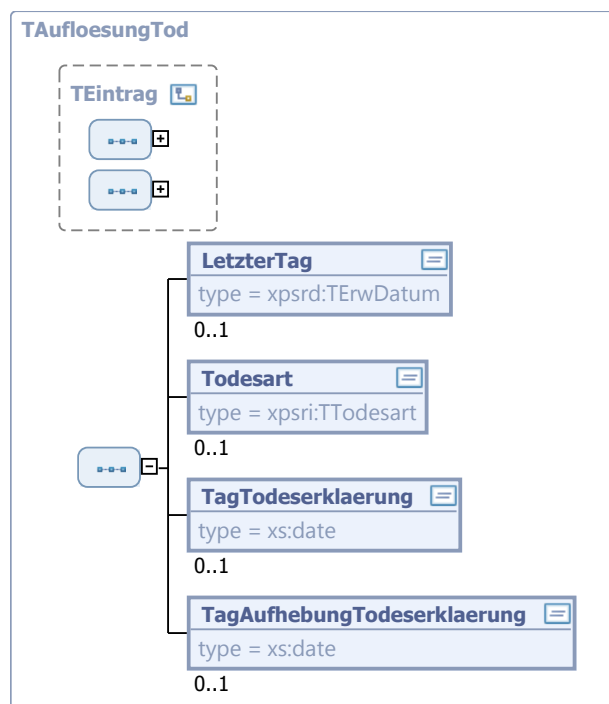 TAufloesungTod
TEintrag
LetzterTag
type = xpsrd:TErwDatum
0..1
Todesart
type = xpsri:TTodesart
0..1
TagTodeserklaerung
type = xs:date
0..1
TagAufhebungTodeserklaerung
type = xs:date
0..1